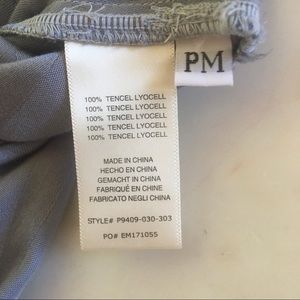 PM
100% TENCEL LYOCELL
100% TENCEL LYOCELL
100% TENCEL LYOCELL
100% TENCEL LYOCELL
100% TENCEL LYOCELL
MADE IN CHINA
HECHO EN CHINA
GEMACHT IN CHINA
FABRIQUÉ EN CHINE
FABRICATO NEGLI CHINA
STYLE# P9409-030-303
PO# EM171055